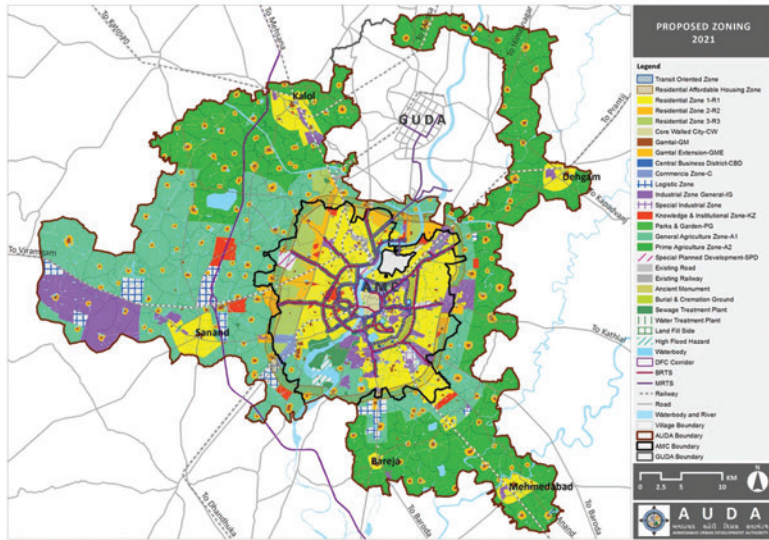 PROPOSED ZONING
2021
Legend
Transit Oriented Zone
Residential Affordable Housing Zone
Residential Zone 1-R1
Residential Zone 2-R2
Residential Zone 3-R3
Core Walled City-CW
Gamtal-GM
Gamtal Extension-GME
Central Business District-CBD
Commercia Zone-C
Logistic Zone
Industrial Zone General-IG
Special Industrial Zone
Knowledge & Institutional Zone-KZ
Parks & Garden-PG
General Agriculture Zone-A1
Prime Agriculture Zone-A2
Special Planned Development-SPD
Existing Road
Existing Railway
Ancient Monument
Burial & Cremation Ground
Sewage Treatment Plant
Water Treatment Plant
Land Fill Side
High Flood Hazard
Waterbody
DFC Corridor
BRTS
MRTS
Railway
Road
Waterbody and River
Village Boundary
AUDA Boundary
AMC Boundary
GUDA Boundary
KM
0 2.5 5 10
N
AUDA
AHMEDABAD URBAN DEVELOPMENT AUTHORITY
To Mehsana
Kalol
GUDA
To Prantij
Dehgam
To Kapadvanj
To Viramgam
AMC
Sanand
To Kathlal
Bareja
Mehmedabad
To Dhandhuka
To Baroda
To Anand
To Baroda